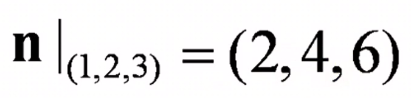 n |(1,2,3) = (2,4,6)